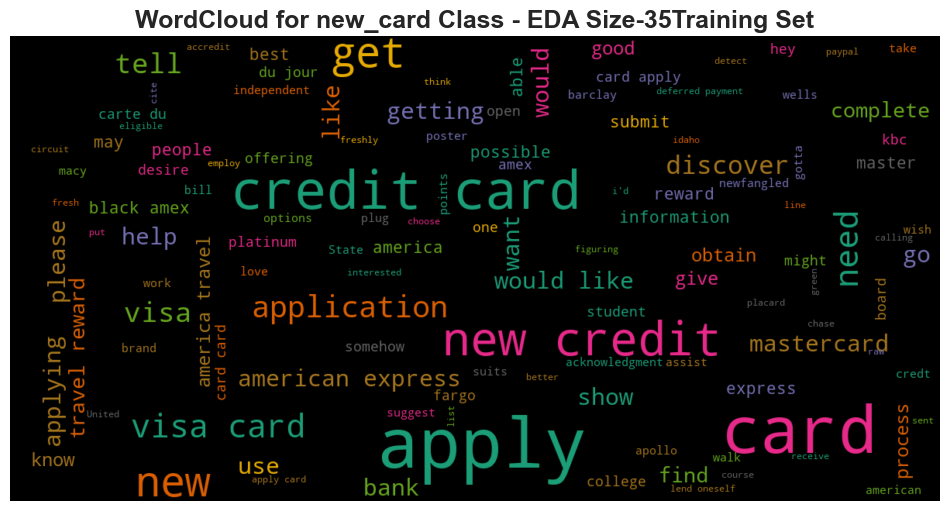 WordCloud for new_card Class - EDA Size-35Training Set
accredit
tell
best
get
good
hey
paypal
take
du jour
think
able
would
detect
independent
cite
like
card apply
deferred payment
barclay
wells
getting
open
complete
carte du
eligible
submit
may
freshly
poster
idaho
kbc
circuit
people
employ
offering
possible
amex
discover
gotta
master
macy
desire
credit card
i'd
reward
newfangled
bill
points
fresh
black amex
options
plug
choose
information
line
put
help
platinum
State
america
one
want
figuring
need
calling
wish
go
please
america travel
love
interested
would like
give
obtain
might
green
board
work
travel reward
visa
application
student
placard
chase
brand
card card
somehow
new credit
mastercard
raw
acknowledgment
assist
applying
american express
suits
better
credt
fargo
show
express
United
suggest
list
visa card
apply
card
process
sent
know
new
use
apply card
bank
apollo
walk
receive
find
course
college
lend oneself
american